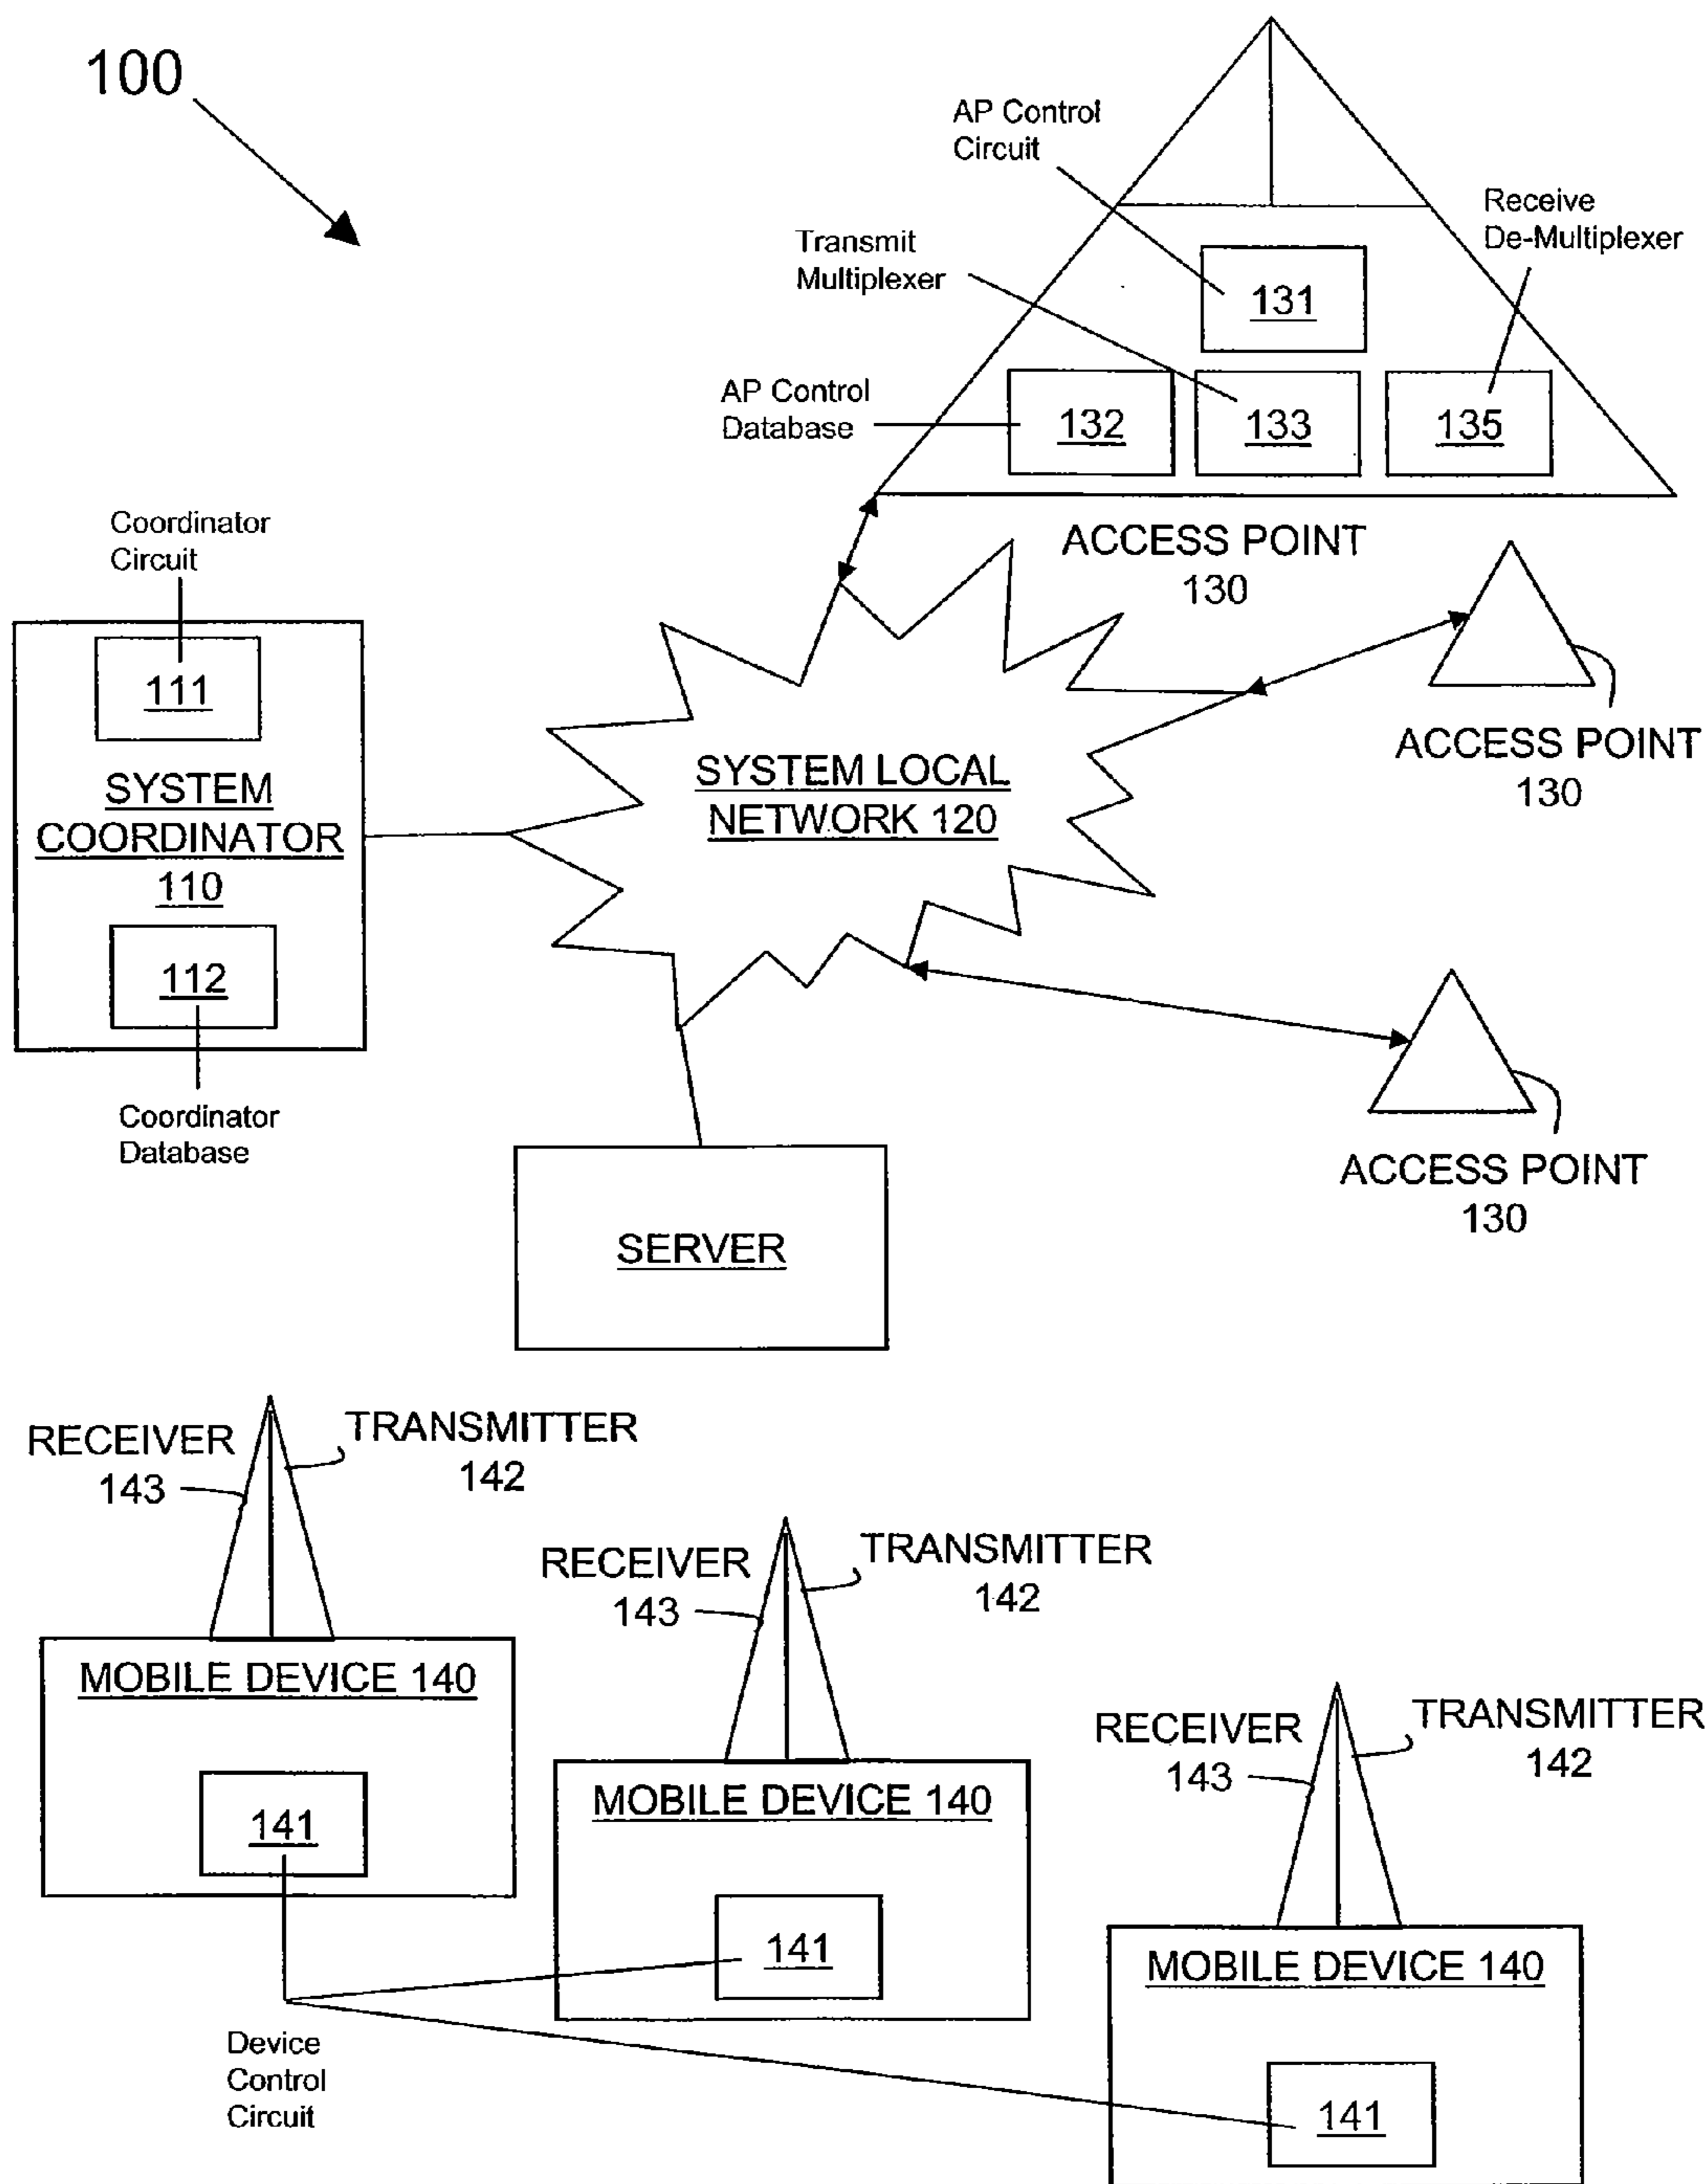 100
AP Control
Circuit
Receive
De-Multiplexer
Transmit
Multiplexer
131
AP Control
Database
132
133
135
ACCESS POINT
130
Coordinator
Circuit
111
SYSTEM
COORDINATOR
110
112
Coordinator
Database
SYSTEM LOCAL
NETWORK 120
ACCESS POINT
130
ACCESS POINT
130
SERVER
RECEIVER
143
TRANSMITTER
142
MOBILE DEVICE 140
141
RECEIVER
143
TRANSMITTER
142
MOBILE DEVICE 140
141
RECEIVER
143
TRANSMITTER
142
MOBILE DEVICE 140
141
Device
Control
Circuit